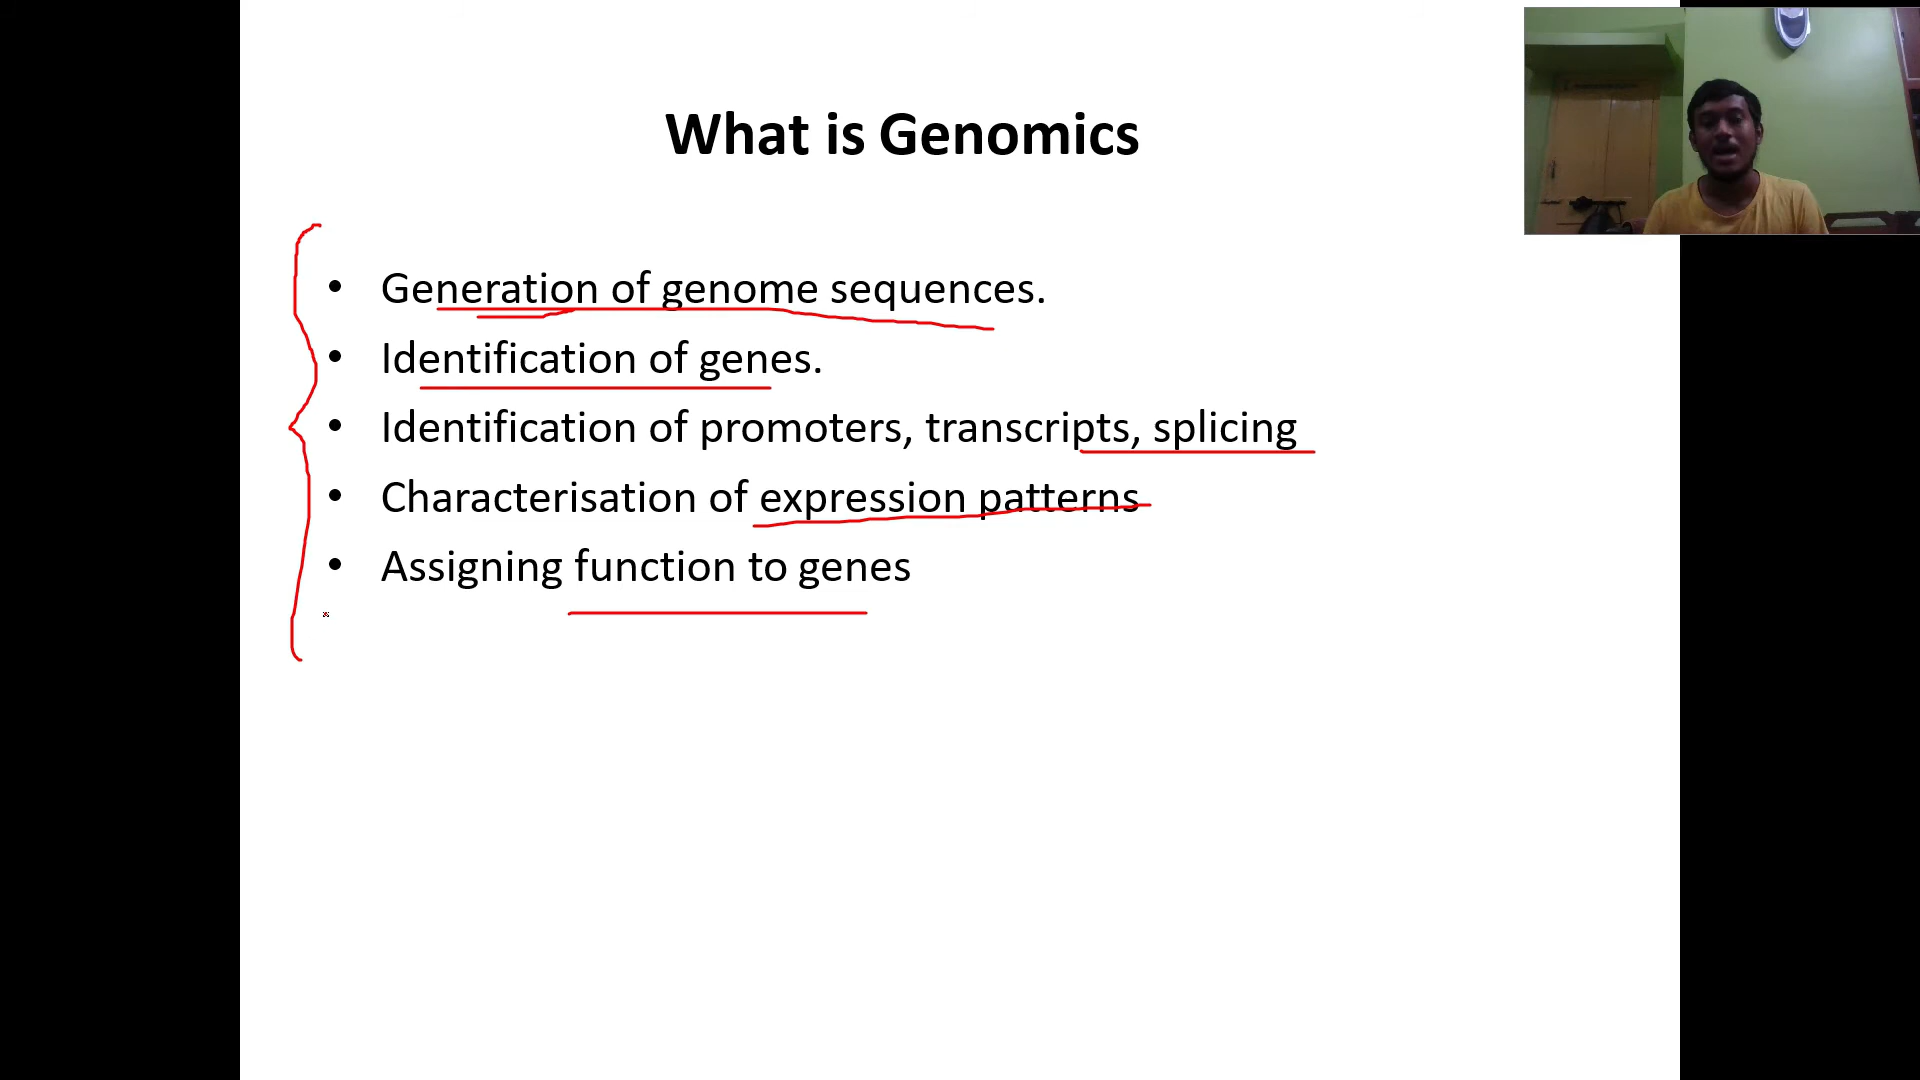 What is Genomics
• Generation of genome sequences.
• Identification of genes.
• Identification of promoters, transcripts, splicing
• Characterisation of expression patterns
• Assigning function to genes